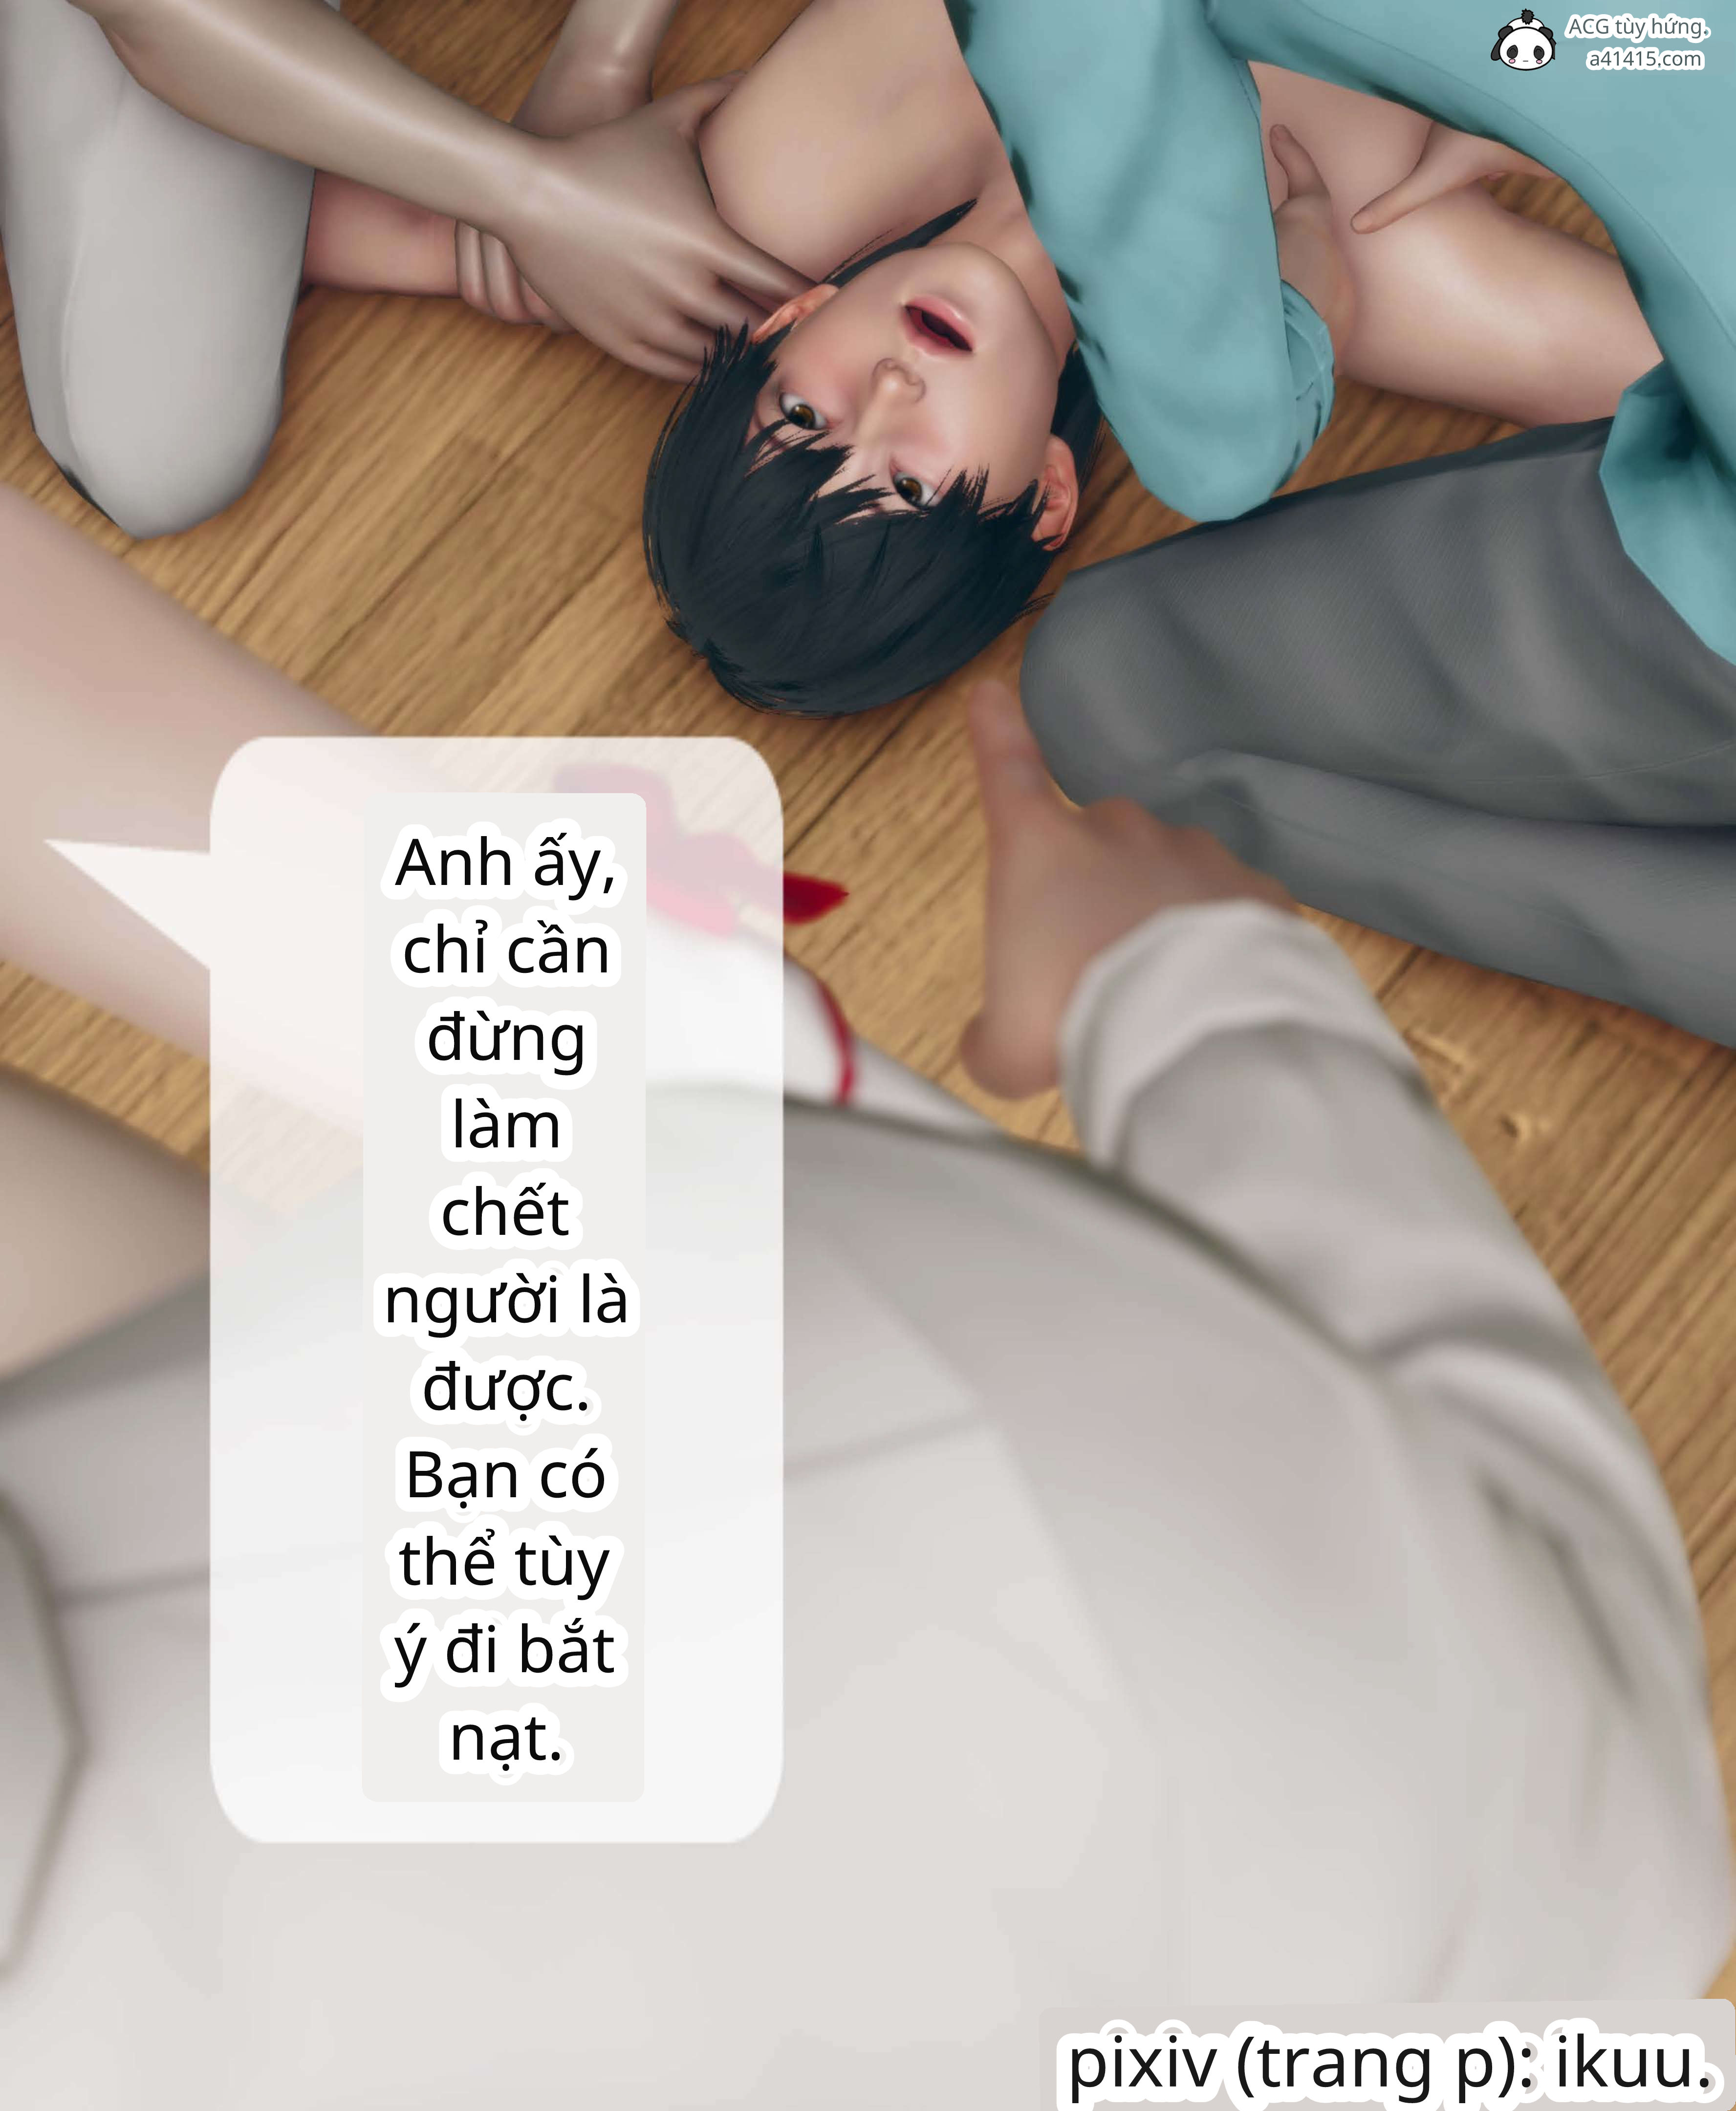 ACG tùy hứng.
a41415.com
Anh ấy,
chỉ cần
đừng
làm
chết
người là
được.
Bạn có
thể tùy
ý đi bắt
nạt.
pixiv (trang p): ikuu.